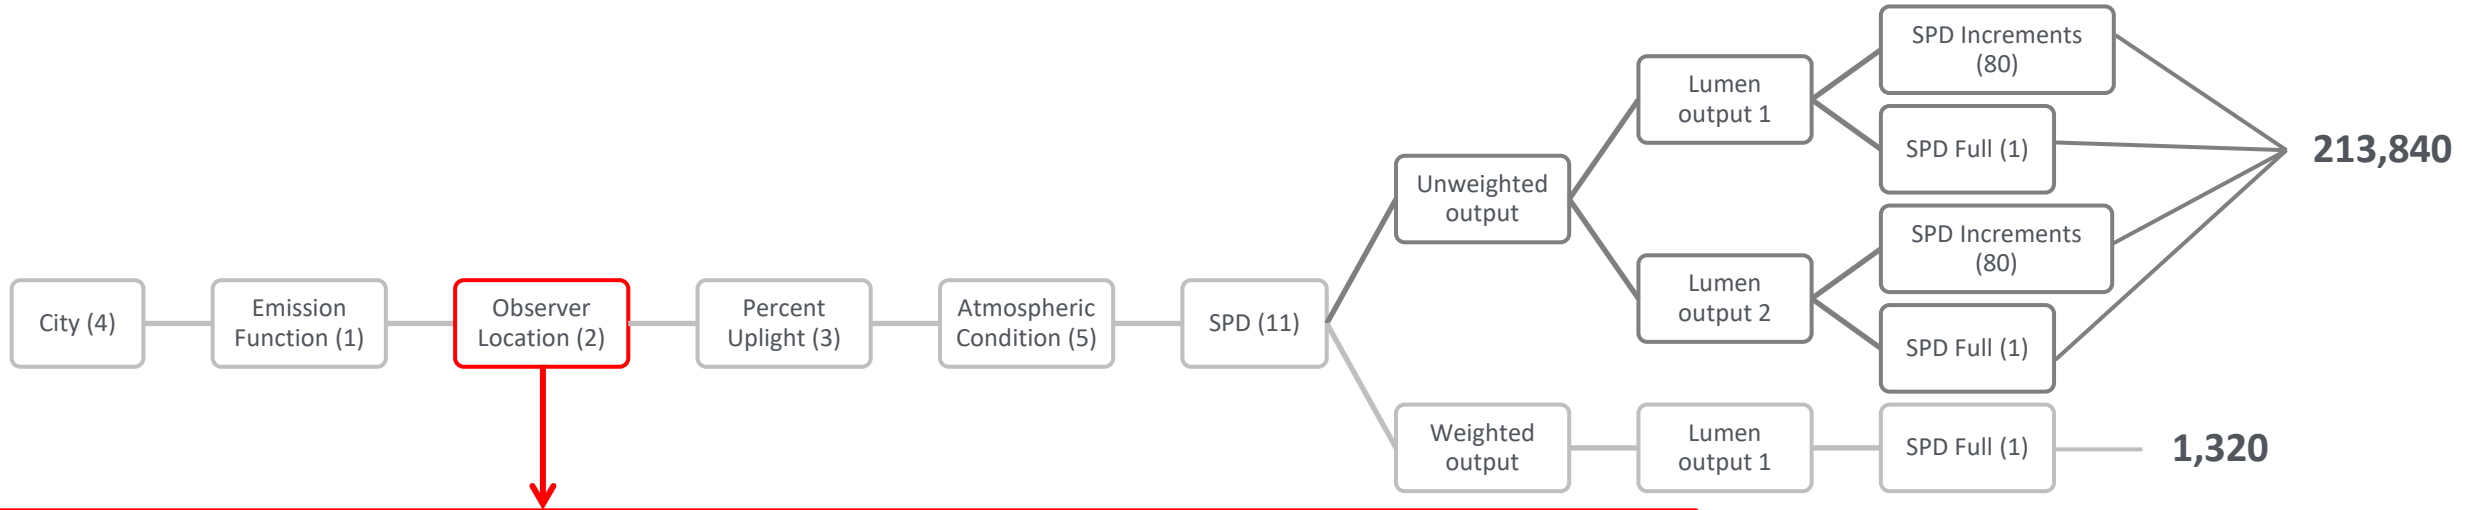 City (4)
Emission
Function (1)
Observer
Location (2)
Percent
Uplight (3)
Atmospheric
Condition (5)
SPD (11)
Unweighted
output
Lumen
output 1
SPD Increments
(80)
SPD Full (1)
Lumen
output 2
SPD Increments
(80)
SPD Full (1)
213,840
Weighted
output
Lumen
output 1
SPD Full (1)
1,320